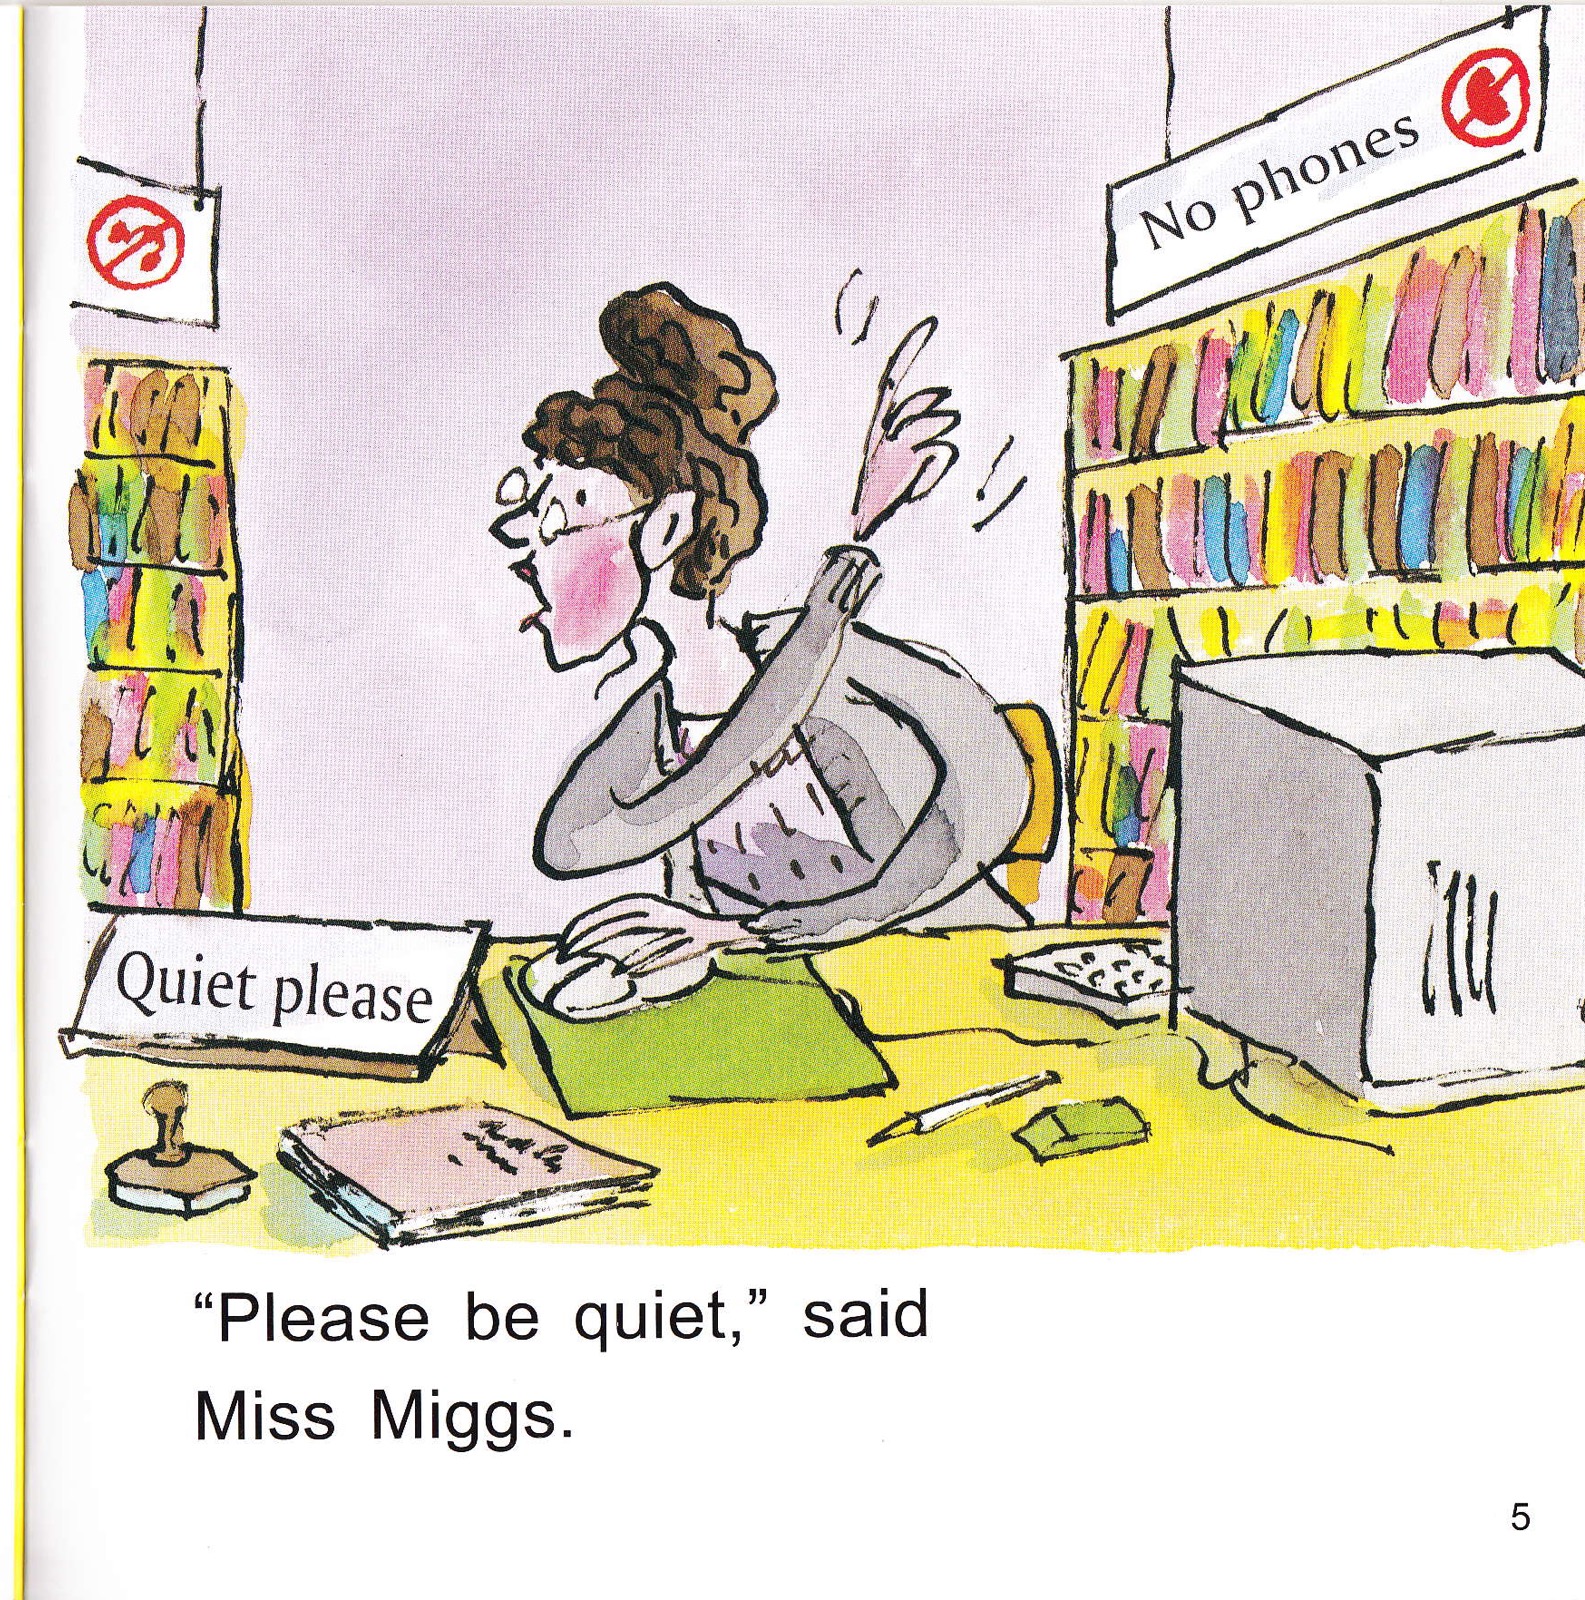 No phones
Quiet please
“Please be quiet,” said
Miss Miggs.
5